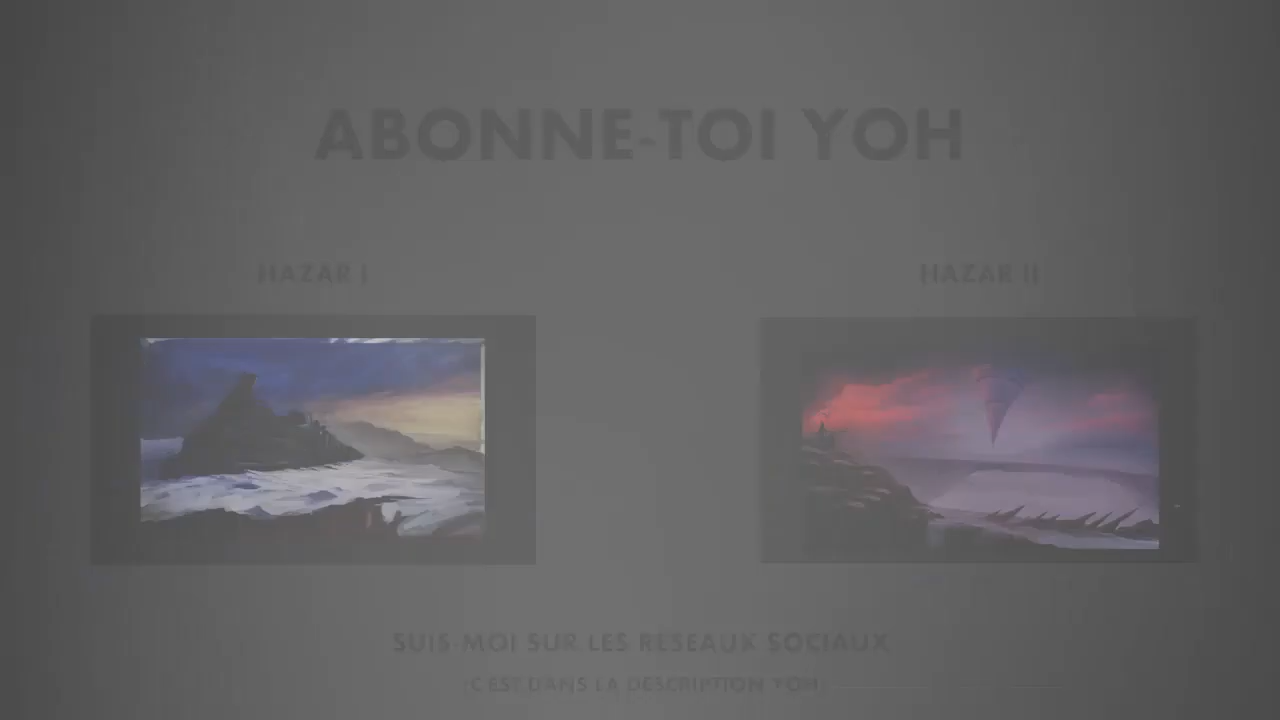 ABONNE-TOI YOH
HAZAR I
HAZAR II
SUIS-MOI SUR LES RÉSEAUX SOCIAUX
(C'EST DANS LA DESCRIPTION YOH)